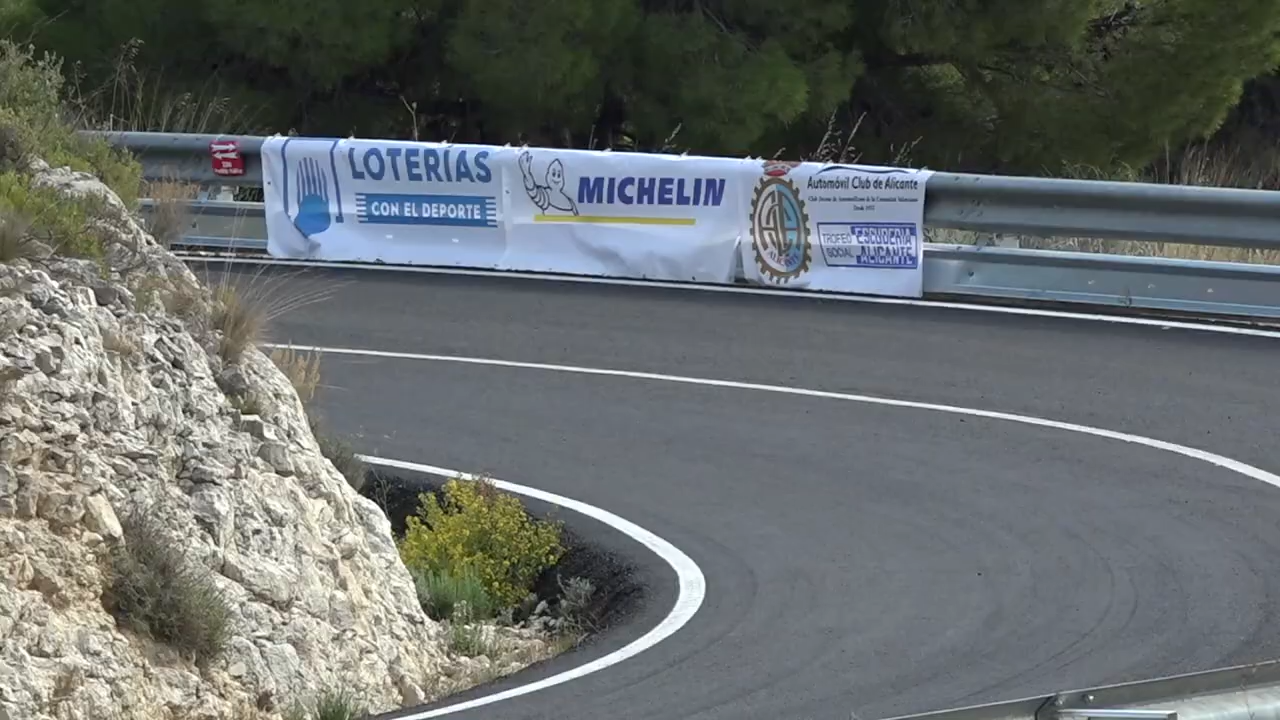 LOTERÍAS
CON EL DEPORTE
MICHELIN
Automóvil Club de Alicante
TROFEO SOCIAL
ESCUDERIA ALICANTE